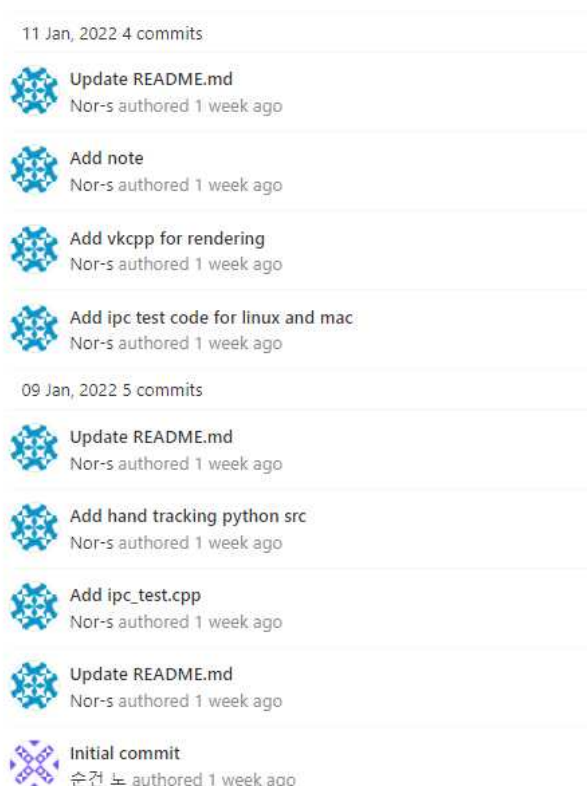 11 Jan, 2022 4 commits
Update README.md
Nor-s authored 1 week ago
Add note
Nor-s authored 1 week ago
Add vkcpp for rendering
Nor-s authored 1 week ago
Add ipc test code for linux and mac
Nor-s authored 1 week ago
09 Jan, 2022 5 commits
Update README.md
Nor-s authored 1 week ago
Add hand tracking python src
Nor-s authored 1 week ago
Add ipc_test.cpp
Nor-s authored 1 week ago
Update README.md
Nor-s authored 1 week ago
Initial commit
순건 노 authored 1 week ago